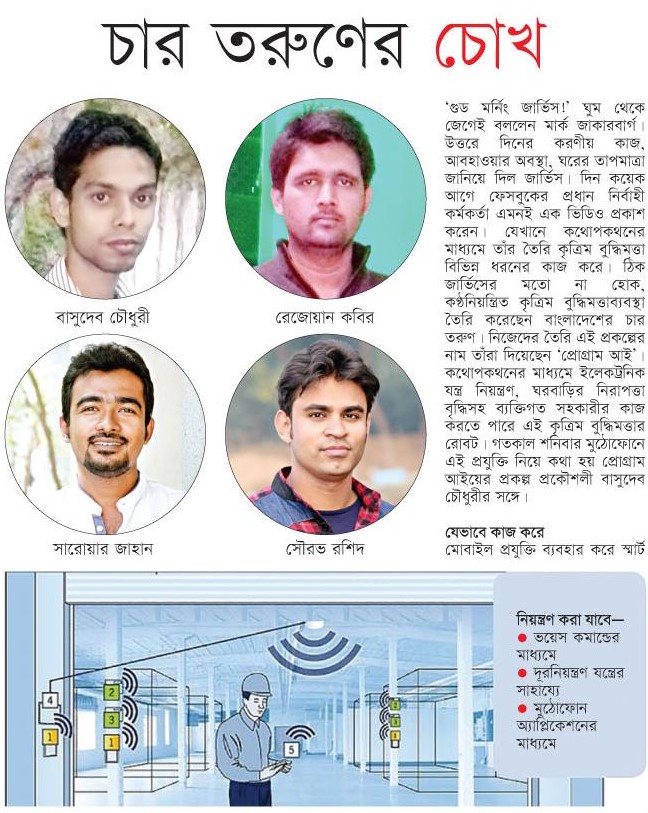 চার তরুণের চোখ
বাসুদেব চৌধুরী
রেজোয়ান কবির
সারোয়ার জাহান
সৌরভ রশিদ
‘গুড মর্নিং জার্ভিস!’ ঘুম থেকে
জেগেই বললেন মার্ক জাকারবার্গ।
উত্তরে দিনের করণীয় কাজ,
আবহাওয়ার অবস্থা, ঘরের তাপমাত্রা
জানিয়ে দিল জার্ভিস। দিন কয়েক
আগে ফেসবুকের প্রধান নির্বাহী
কর্মকর্তা এমনই এক ভিডিও প্রকাশ
করেন। যেখানে কথোপকথনের
মাধ্যমে তাঁর তৈরি কৃত্রিম বুদ্ধিমত্তা
বিভিন্ন ধরনের কাজ করে। ঠিক
জার্ভিসের মতো না হোক,
কণ্ঠনিয়ন্ত্রিত কৃত্রিম বুদ্ধিমত্তাব্যবস্থা
তৈরি করেছেন বাংলাদেশের চার
তরুণ। নিজেদের তৈরি এই প্রকল্পের
নাম তাঁরা দিয়েছেন ‘প্রোগ্রাম আই’।
কথোপকথনের মাধ্যমে ইলেকট্রনিক
যন্ত্র নিয়ন্ত্রণ, ঘরবাড়ির নিরাপত্তা
বৃদ্ধিসহ ব্যক্তিগত সহকারীর কাজ
করতে পারে এই কৃত্রিম বুদ্ধিমত্তার
রোবট। গতকাল শনিবার মুঠোফোনে
এই প্রযুক্তি নিয়ে কথা হয় প্রোগ্রাম
আইয়ের প্রকল্প প্রকৌশলী বাসুদেব
চৌধুরীর সঙ্গে।
যেভাবে কাজ করে
মোবাইল প্রযুক্তি ব্যবহার করে স্মার্ট
নিয়ন্ত্রণ করা যাবে—
● ভয়েস কমান্ডের
মাধ্যমে
● দূরনিয়ন্ত্রণ যন্ত্রের
সাহায্যে
● মুঠোফোন
অ্যাপ্লিকেশনের
মাধ্যমে
4
1
2
3
1
5
2
3
1